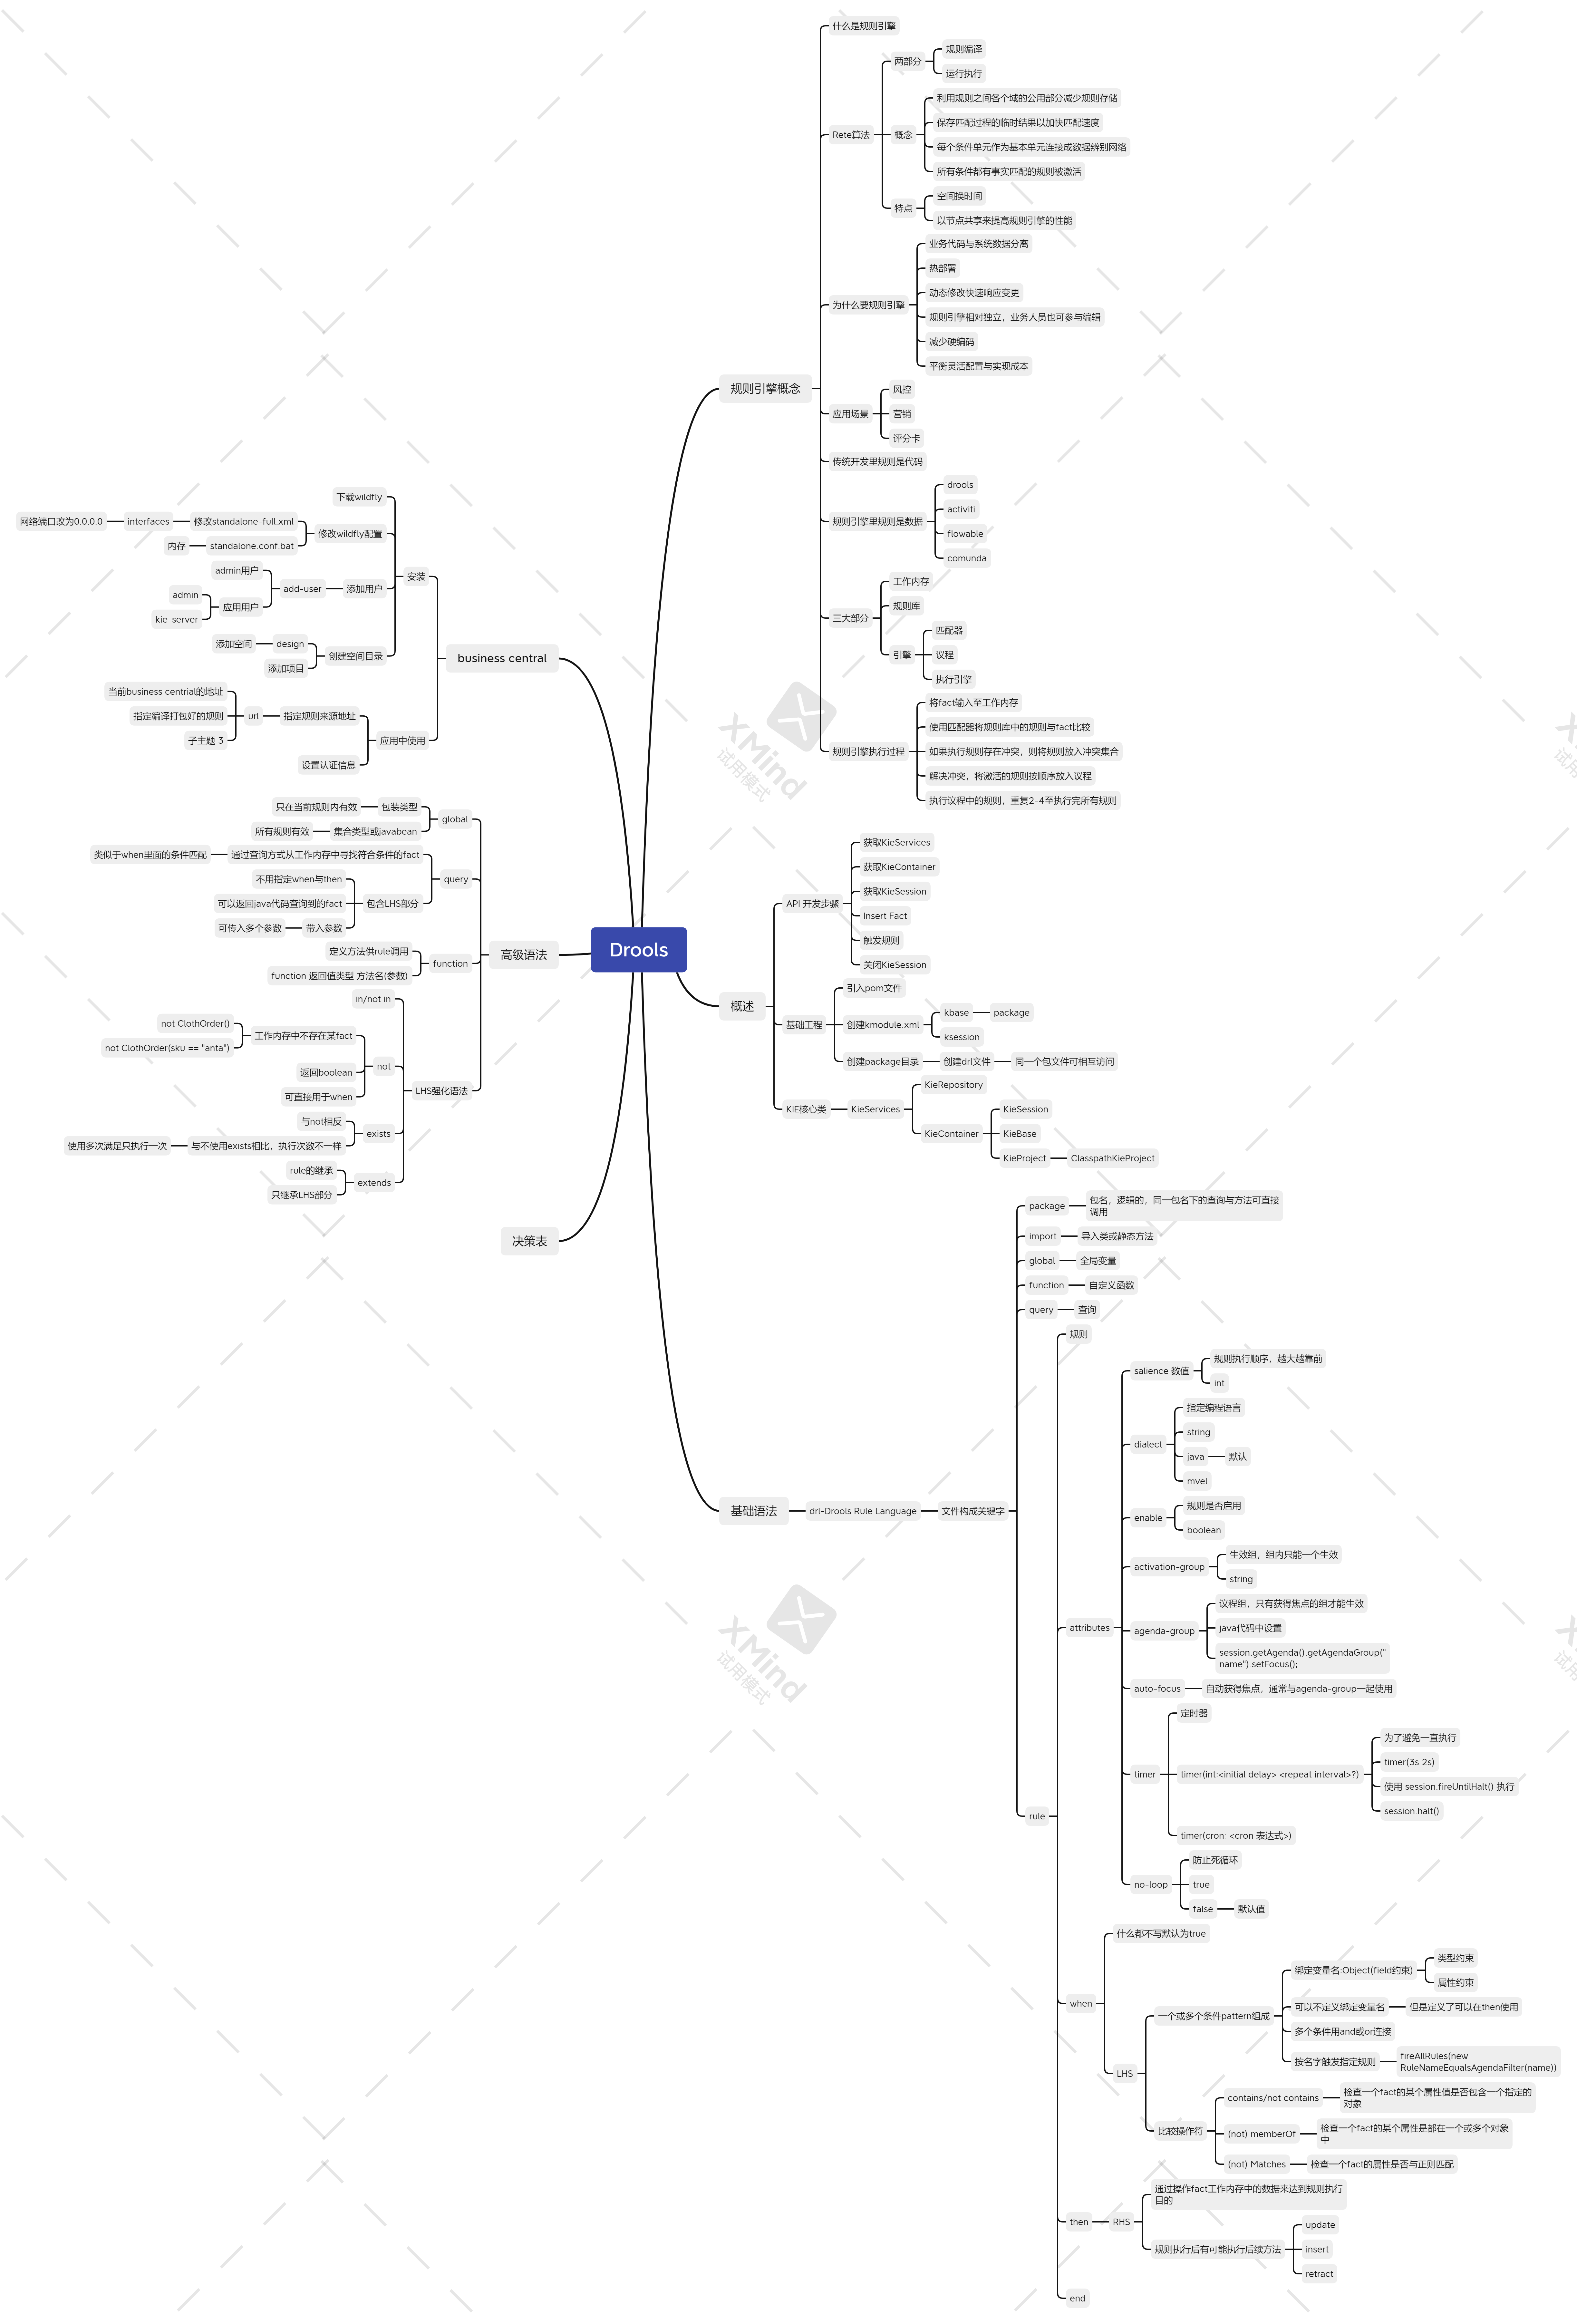 Drools
规则引擎概念
什么是规则引擎
Rete算法
两部分
规则编译
运行执行
概念
利用规则之间各个域的公用部分减少规则存储
保存匹配过程的临时结果以加快匹配速度
每个条件单元作为基本单元连接成数据辨别网络
所有条件都有事实匹配的规则被激活
特点
空间换时间
以节点共享来提高规则引擎的性能
为什么要规则引擎
业务代码与系统数据分离
热部署
动态修改快速响应变更
规则引擎相对独立，业务人员也可参与编辑
减少硬编码
平衡灵活配置与实现成本
应用场景
风控
营销
评分卡
传统开发里规则是代码
规则引擎里规则是数据
drools
activiti
flowable
comunda
三大部分
工作内存
规则库
引擎
匹配器
议程
执行引擎
规则引擎执行过程
将fact输入至工作内存
使用匹配器将规则库中的规则与fact比较
如果执行规则存在冲突，则将规则放入冲突集合
解决冲突，将激活的规则按顺序放入议程
执行议程中的规则，重复2-4至执行完所有规则
概述
API 开发步骤
获取KieServices
获取KieContainer
获取KieSession
Insert Fact
触发规则
关闭KieSession
基础工程
引入pom文件
创建kmodule.xml
kbase
package
ksession
创建package目录
创建drl文件
同一个包文件可相互访问
KIE核心类
KieServices
KieRepository
KieContainer
KieSession
KieBase
KieProject
ClasspathKieProject
基础语法
drl-Drools Rule Language
文件构成关键字
package
包名，逻辑的，同一包名下的查询与方法可直接
调用
import
导入类或静态方法
global
全局变量
function
自定义函数
query
查询
rule
规则
attributes
salience 数值
规则执行顺序，越大越靠前
int
dialect
指定编程语言
string
java
默认
mvel
enable
规则是否启用
boolean
activation-group
生效组，组内只能一个生效
string
agenda-group
议程组，只有获得焦点的组才能生效
java代码中设置
session.getAgenda().getAgendaGroup("
name").setFocus();
auto-focus
自动获得焦点，通常与agenda-group一起使用
timer
定时器
timer(int:<initial delay> <repeat interval>?)
为了避免一直执行
timer(3s 2s)
使用 session.fireUntilHalt() 执行
session.halt()
timer(cron: <cron 表达式>)
no-loop
防止死循环
true
false
默认值
when
什么都不写默认为true
LHS
一个或多个条件pattern组成
绑定变量名:Object(field约束)
类型约束
属性约束
可以不定义绑定变量名
但是定义了可以在then使用
多个条件用and或or连接
按名字触发指定规则
fireAllRules(new
RuleNameEqualsAgendaFilter(name))
比较操作符
contains/not contains
检查一个fact的某个属性值是否包含一个指定的
对象
(not) memberOf
检查一个fact的某个属性是都在一个或多个对象
中
(not) Matches
检查一个fact的属性是否与正则匹配
then
RHS
通过操作fact工作内存中的数据来达到规则执行
目的
规则执行后有可能执行后续方法
update
insert
retract
end
business central
安装
下载wildfly
修改wildfly配置
修改standalone-full.xml
interfaces
网络端口改为0.0.0.0
standalone.conf.bat
内存
添加用户
add-user
admin用户
应用用户
admin
kie-server
创建空间目录
design
添加空间
添加项目
应用中使用
指定规则来源地址
url
当前business centrial的地址
指定编译打包好的规则
子主题 3
设置认证信息
高级语法
global
包装类型
只在当前规则内有效
集合类型或javabean
所有规则有效
query
通过查询方式从工作内存中寻找符合条件的fact
类似于when里面的条件匹配
包含LHS部分
不用指定when与then
可以返回java代码查询到的fact
带入参数
可传入多个参数
function
定义方法供rule调用
function 返回值类型 方法名(参数)
LHS强化语法
in/not in
not
工作内存中不存在某fact
not ClothOrder()
not ClothOrder(sku == "anta")
返回boolean
可直接用于when
exists
与not相反
与不使用exists相比，执行次数不一样
使用多次满足只执行一次
extends
rule的继承
只继承LHS部分
决策表
XMind
试用模式
XMind
试用模式